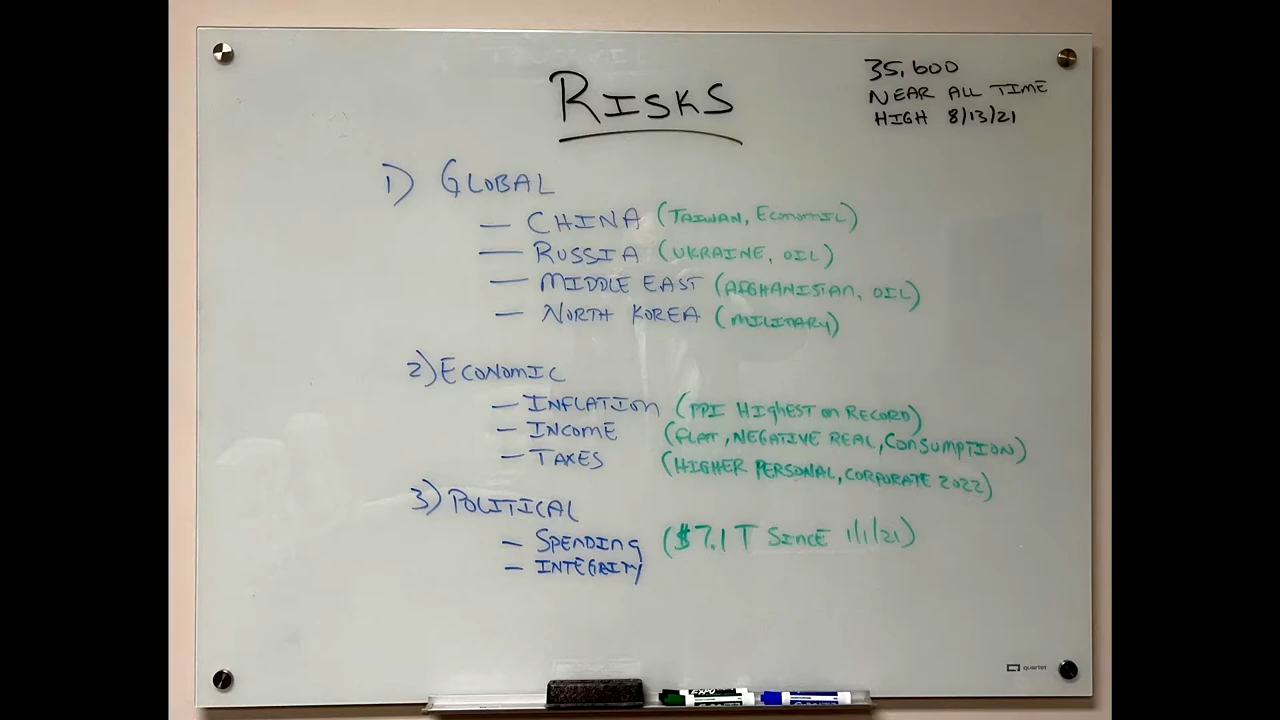 RISKS
35,600
NEAR ALL TIME
HIGH 8/13/21
1) GLOBAL
— CHINA (TAIWAN, ECONOMIC)
— RUSSIA (UKRAINE, OIL)
— MIDDLE EAST (AFGHANISTAN, OIL)
— NORTH KOREA (MILITARY)
2) ECONOMIC
— INFLATION (PPI HIGHEST ON RECORD)
— INCOME (FLAT, NEGATIVE REAL, CONSUMPTION)
— TAXES (HIGHER PERSONAL, CORPORATE 2022)
3) POLITICAL
— SPENDING ($7.1 T SINCE 1/1/21)
— INTEGRITY
quartet
EXPO